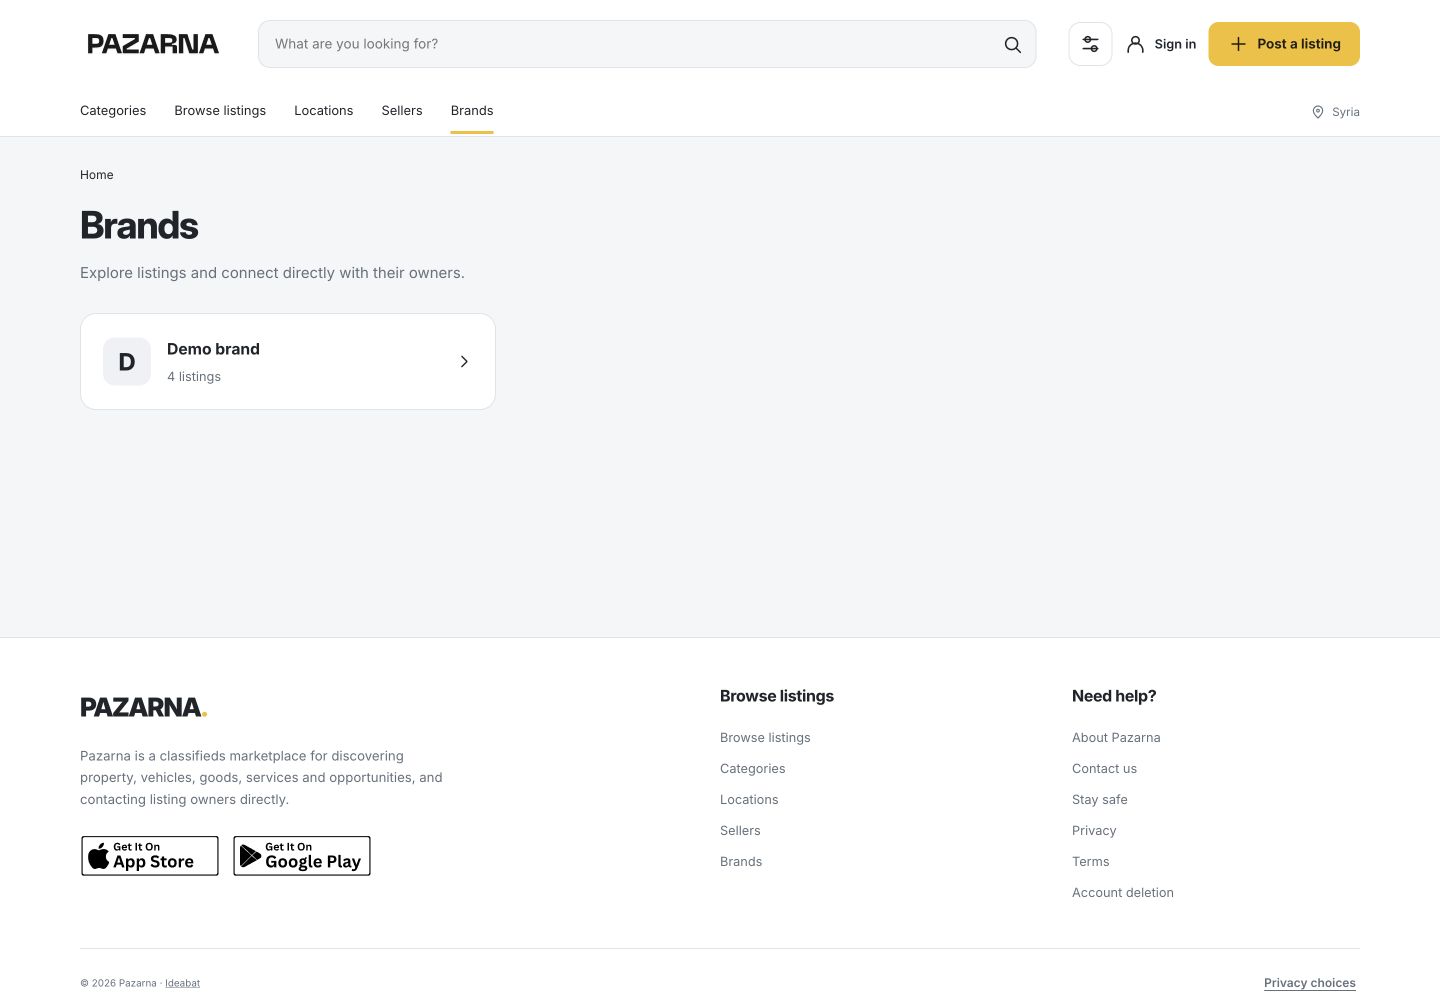 PAZARNA
What are you looking for?
Sign in
Post a listing
Categories
Browse listings
Locations
Sellers
Brands
Syria
Home
Brands
Explore listings and connect directly with their owners.
D
Demo brand
4 listings
PAZARNA.
Pazarna is a classifieds marketplace for discovering
property, vehicles, goods, services and opportunities, and
contacting listing owners directly.
Get It On
App Store
Get It On
Google Play
Browse listings
Browse listings
Categories
Locations
Sellers
Brands
Need help?
About Pazarna
Contact us
Stay safe
Privacy
Terms
Account deletion
© 2026 Pazarna · Ideabat
Privacy choices